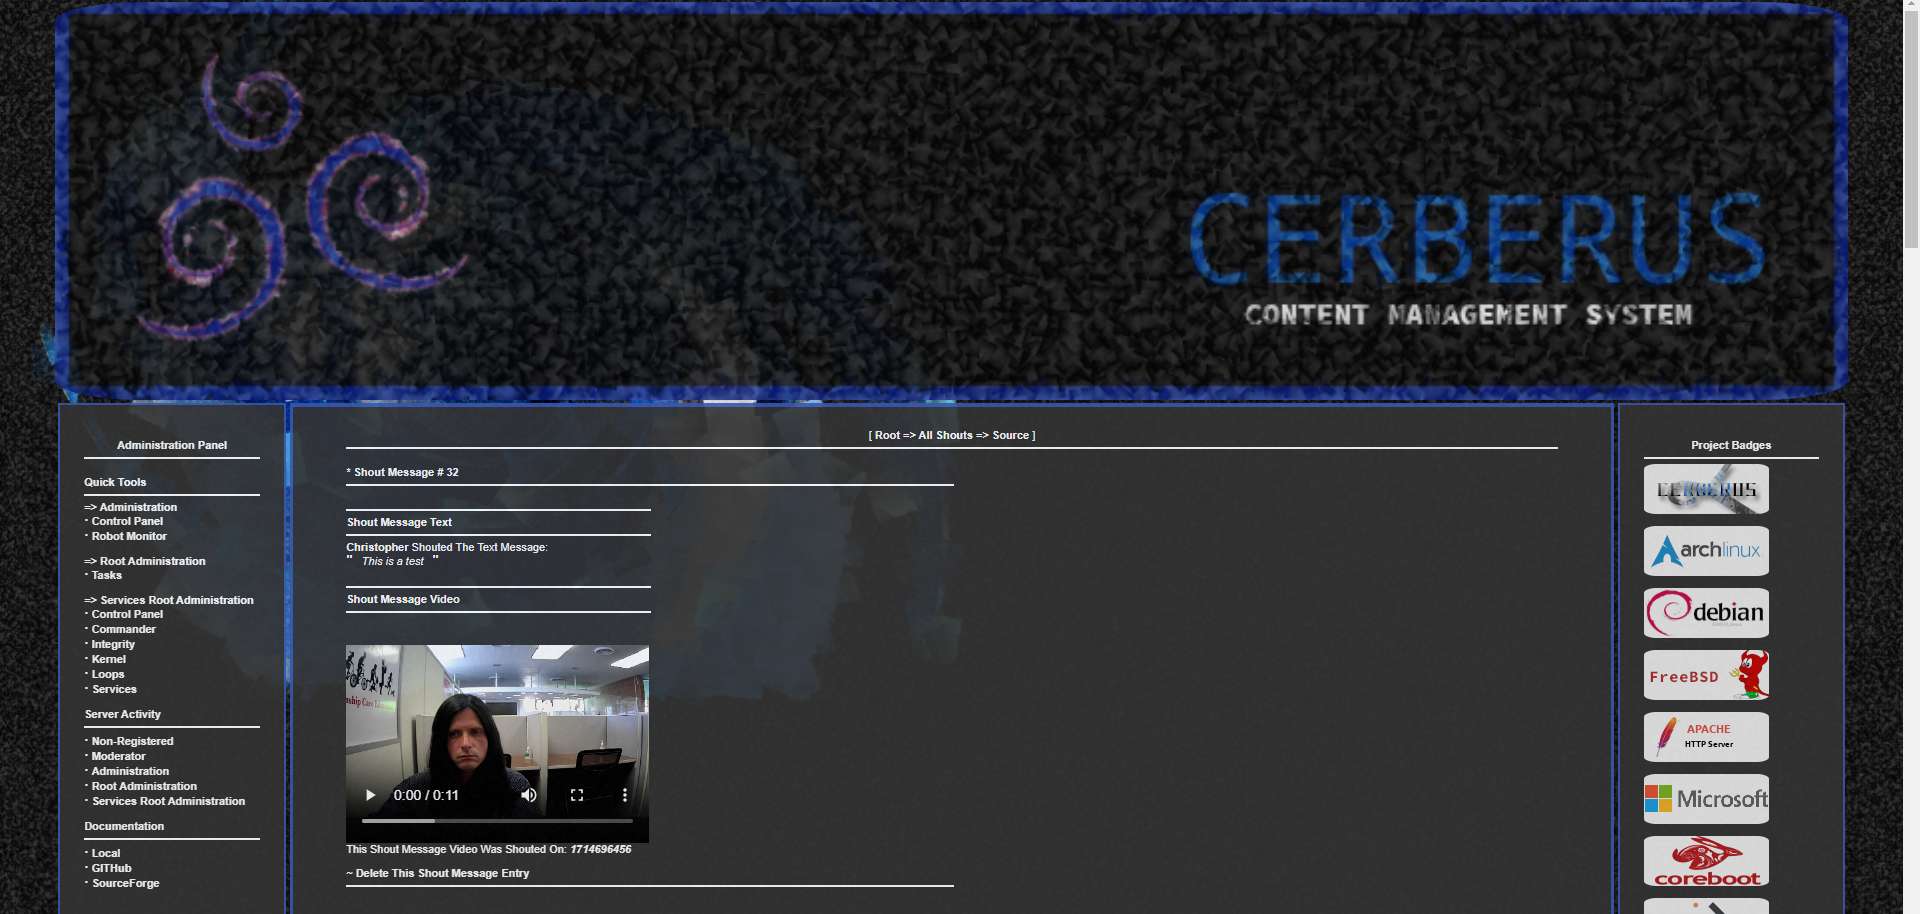 CERBERUS
CONTENT MANAGEMENT SYSTEM
Administration Panel
Quick Tools
=> Administration
· Control Panel
· Robot Monitor
=> Root Administration
· Tasks
=> Services Root Administration
· Control Panel
· Commander
· Integrity
· Kernel
· Loops
· Services
Server Activity
· Non-Registered
· Moderator
· Administration
· Root Administration
· Services Root Administration
Documentation
· Local
· GITHub
· SourceForge
[ Root => All Shouts => Source ]
* Shout Message # 32
Shout Message Text
Christopher Shouted The Text Message:
" This is a test "
Shout Message Video
nship Care
0:00 / 0:11
This Shout Message Video Was Shouted On: 1714696456
~ Delete This Shout Message Entry
Project Badges
CERBERUS
archlinux
debian
FreeBSD
APACHE
HTTP Server
Microsoft
coreboot